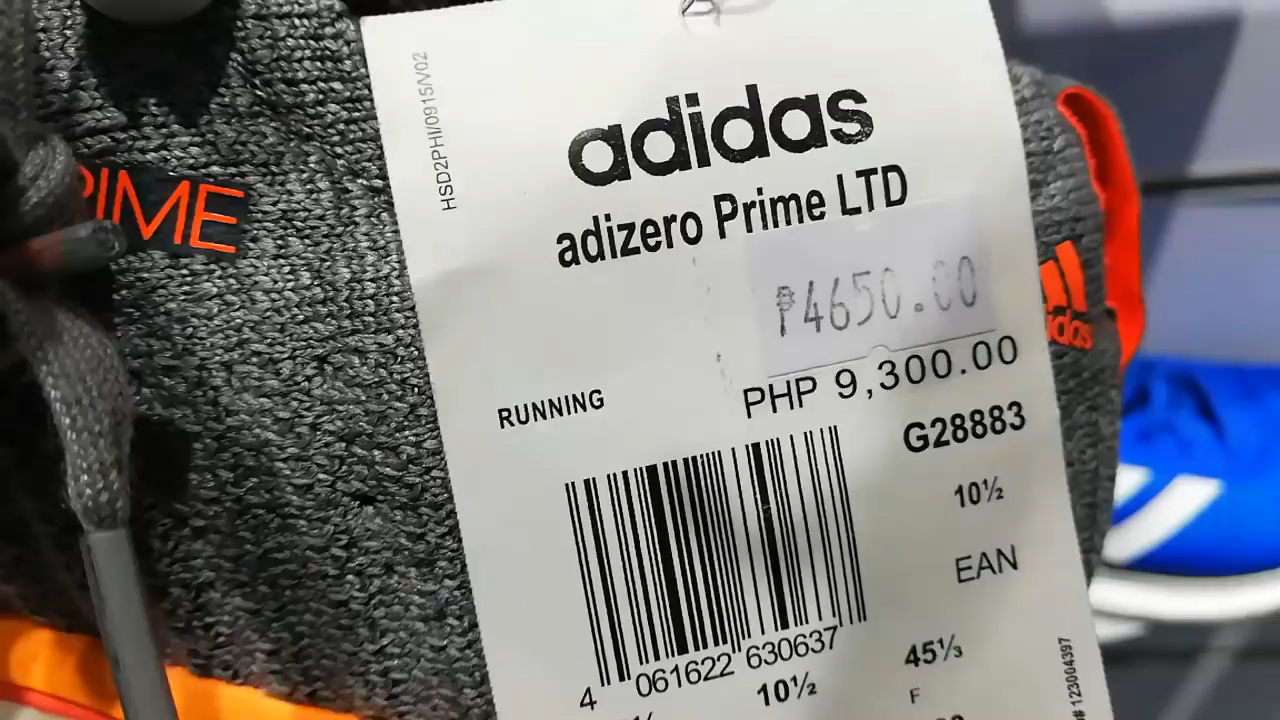 HSD2PHI/0915/V02
adidas
adizero Prime LTD
₱4650.00
PHP 9,300.00
RUNNING
G28883
10½
EAN
4 061622 630637
10½
45⅓
F
# 123004397
PRIME
adidas